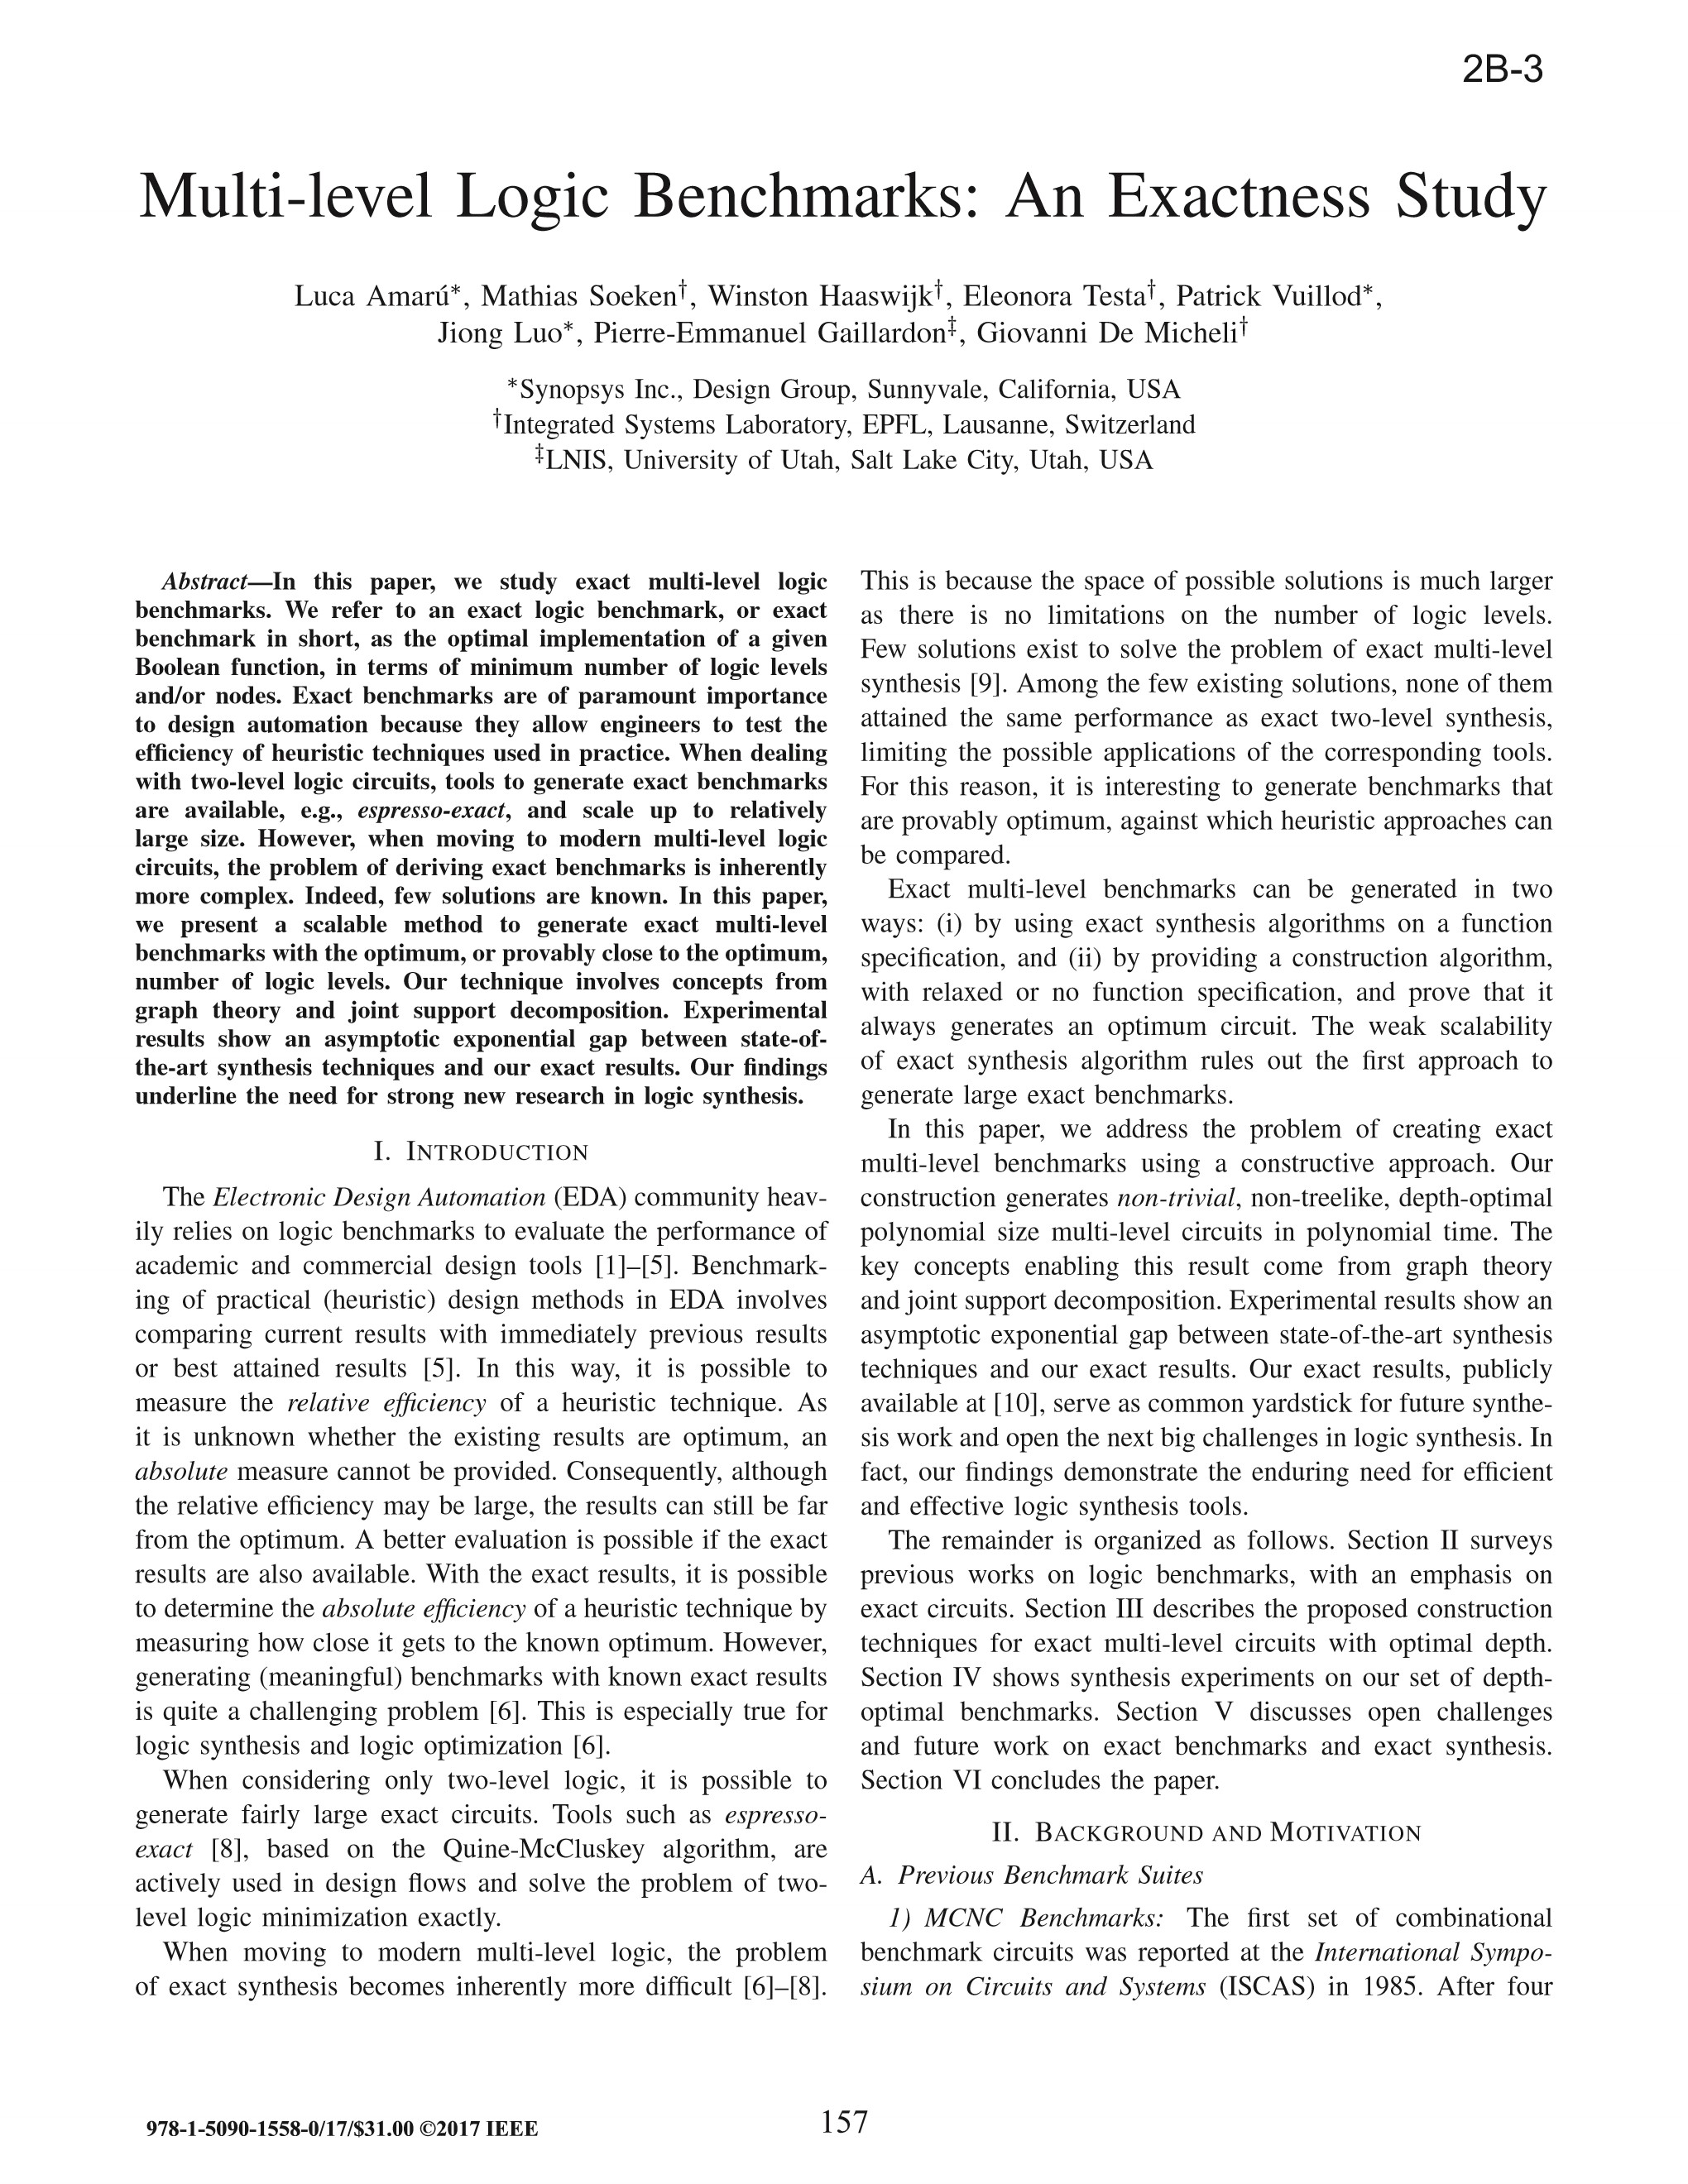 2B-3
Multi-level Logic Benchmarks: An Exactness Study
Luca Amarú*, Mathias Soeken†, Winston Haaswijk†, Eleonora Testa†, Patrick Vuillod*,
Jiong Luo*, Pierre-Emmanuel Gaillardon‡, Giovanni De Micheli†
*Synopsys Inc., Design Group, Sunnyvale, California, USA
†Integrated Systems Laboratory, EPFL, Lausanne, Switzerland
‡LNIS, University of Utah, Salt Lake City, Utah, USA
Abstract—In this paper, we study exact multi-level logic
benchmarks. We refer to an exact logic benchmark, or exact
benchmark in short, as the optimal implementation of a given
Boolean function, in terms of minimum number of logic levels
and/or nodes. Exact benchmarks are of paramount importance
to design automation because they allow engineers to test the
efficiency of heuristic techniques used in practice. When dealing
with two-level logic circuits, tools to generate exact benchmarks
are available, e.g., espresso-exact, and scale up to relatively
large size. However, when moving to modern multi-level logic
circuits, the problem of deriving exact benchmarks is inherently
more complex. Indeed, few solutions are known. In this paper,
we present a scalable method to generate exact multi-level
benchmarks with the optimum, or provably close to the optimum,
number of logic levels. Our technique involves concepts from
graph theory and joint support decomposition. Experimental
results show an asymptotic exponential gap between state-of-
the-art synthesis techniques and our exact results. Our findings
underline the need for strong new research in logic synthesis.
I. INTRODUCTION
The Electronic Design Automation (EDA) community heav-
ily relies on logic benchmarks to evaluate the performance of
academic and commercial design tools [1]–[5]. Benchmark-
ing of practical (heuristic) design methods in EDA involves
comparing current results with immediately previous results
or best attained results [5]. In this way, it is possible to
measure the relative efficiency of a heuristic technique. As
it is unknown whether the existing results are optimum, an
absolute measure cannot be provided. Consequently, although
the relative efficiency may be large, the results can still be far
from the optimum. A better evaluation is possible if the exact
results are also available. With the exact results, it is possible
to determine the absolute efficiency of a heuristic technique by
measuring how close it gets to the known optimum. However,
generating (meaningful) benchmarks with known exact results
is quite a challenging problem [6]. This is especially true for
logic synthesis and logic optimization [6].
When considering only two-level logic, it is possible to
generate fairly large exact circuits. Tools such as espresso-
exact [8], based on the Quine-McCluskey algorithm, are
actively used in design flows and solve the problem of two-
level logic minimization exactly.
When moving to modern multi-level logic, the problem
of exact synthesis becomes inherently more difficult [6]–[8].
This is because the space of possible solutions is much larger
as there is no limitations on the number of logic levels.
Few solutions exist to solve the problem of exact multi-level
synthesis [9]. Among the few existing solutions, none of them
attained the same performance as exact two-level synthesis,
limiting the possible applications of the corresponding tools.
For this reason, it is interesting to generate benchmarks that
are provably optimum, against which heuristic approaches can
be compared.
Exact multi-level benchmarks can be generated in two
ways: (i) by using exact synthesis algorithms on a function
specification, and (ii) by providing a construction algorithm,
with relaxed or no function specification, and prove that it
always generates an optimum circuit. The weak scalability
of exact synthesis algorithm rules out the first approach to
generate large exact benchmarks.
In this paper, we address the problem of creating exact
multi-level benchmarks using a constructive approach. Our
construction generates non-trivial, non-treelike, depth-optimal
polynomial size multi-level circuits in polynomial time. The
key concepts enabling this result come from graph theory
and joint support decomposition. Experimental results show an
asymptotic exponential gap between state-of-the-art synthesis
techniques and our exact results. Our exact results, publicly
available at [10], serve as common yardstick for future synthe-
sis work and open the next big challenges in logic synthesis. In
fact, our findings demonstrate the enduring need for efficient
and effective logic synthesis tools.
The remainder is organized as follows. Section II surveys
previous works on logic benchmarks, with an emphasis on
exact circuits. Section III describes the proposed construction
techniques for exact multi-level circuits with optimal depth.
Section IV shows synthesis experiments on our set of depth-
optimal benchmarks. Section V discusses open challenges
and future work on exact benchmarks and exact synthesis.
Section VI concludes the paper.
II. BACKGROUND AND MOTIVATION
A. Previous Benchmark Suites
1) MCNC Benchmarks: The first set of combinational
benchmark circuits was reported at the International Sympo-
sium on Circuits and Systems (ISCAS) in 1985. After four
978-1-5090-1558-0/17/$31.00 ©2017 IEEE
157